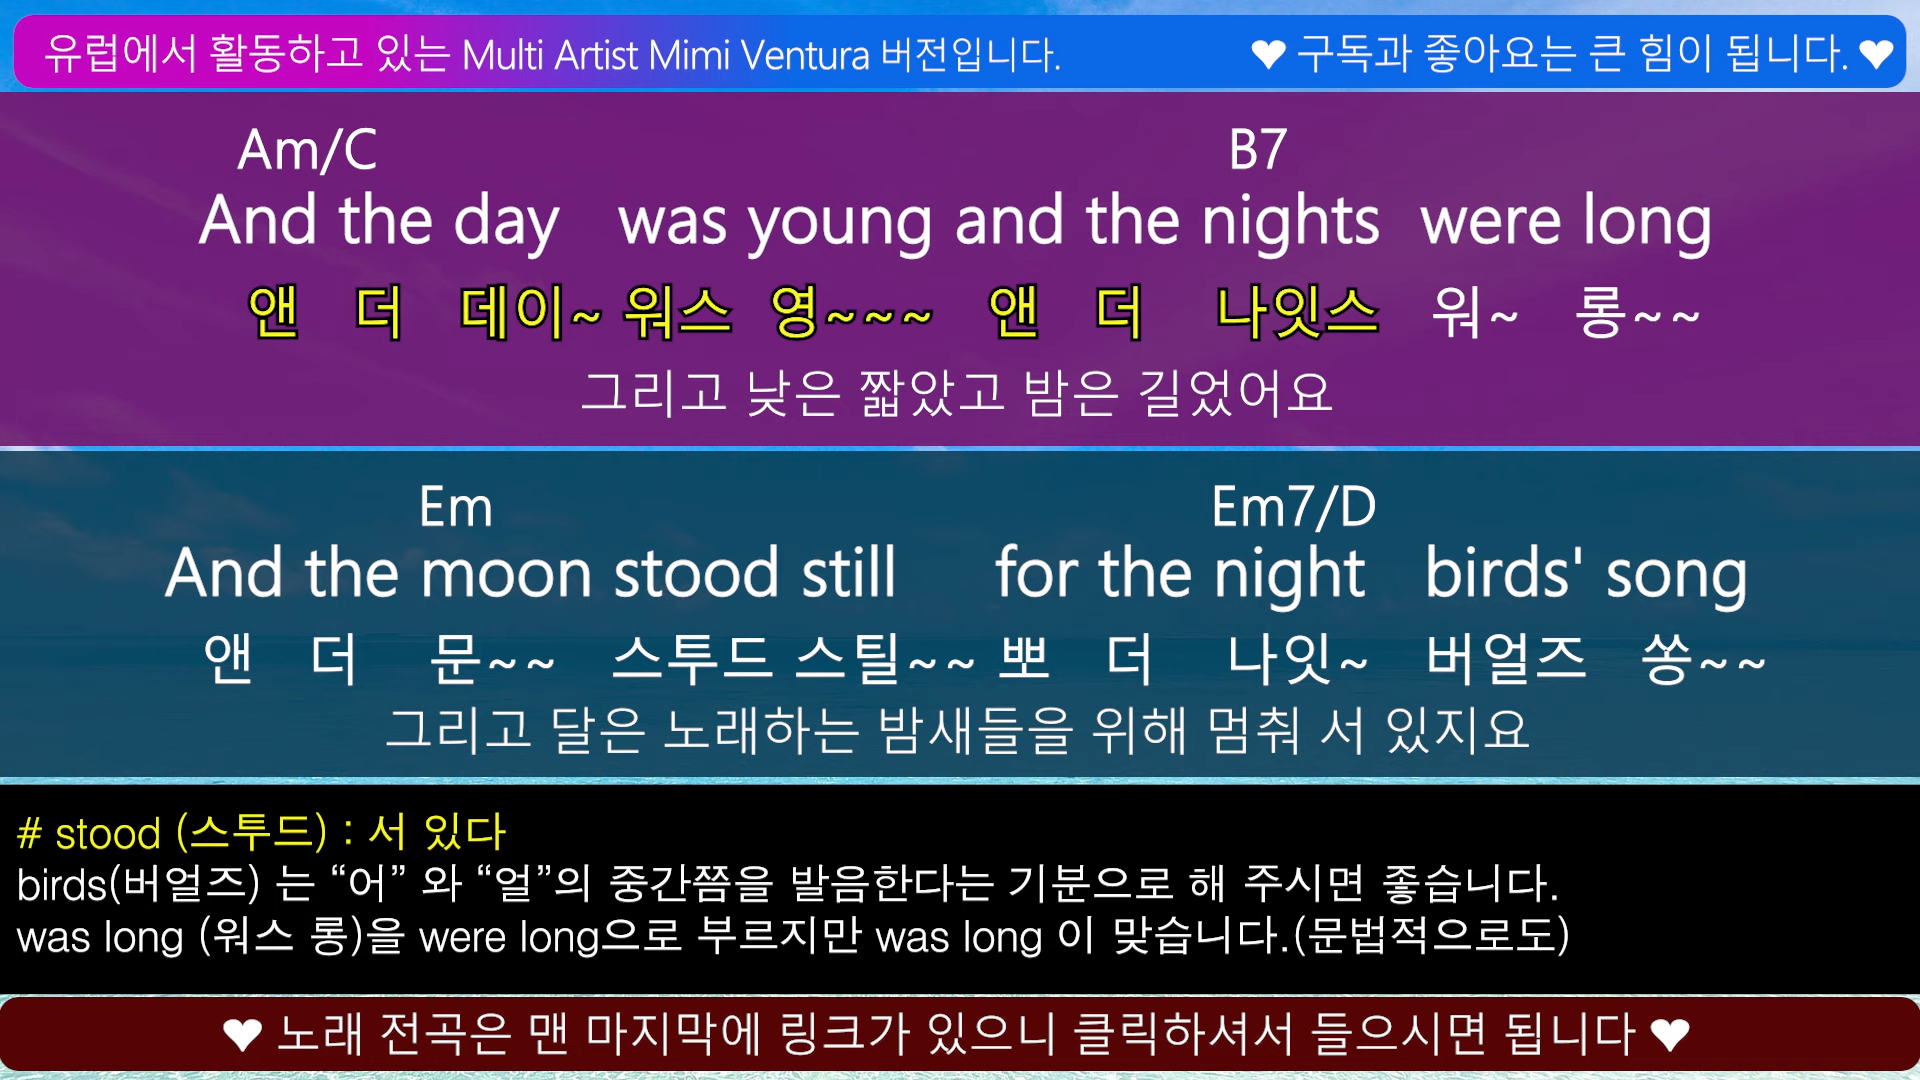 유럽에서 활동하고 있는 Multi Artist Mimi Ventura 버전입니다. ♥ 구독과 좋아요는 큰 힘이 됩니다. ♥
Am/C B7
And the day was young and the nights were long
앤 더 데이~ 워스 영~~~ 앤 더 나잇스 워~ 롱~~
그리고 낮은 짧았고 밤은 길었어요
Em Em7/D
And the moon stood still for the night birds' song
앤 더 문~~ 스투드 스틸~~ 뽀 더 나잇~ 버얼즈 쏭~~
그리고 달은 노래하는 밤새들을 위해 멈춰 서 있지요
# stood (스투드) : 서 있다
birds(버얼즈) 는 “어” 와 “얼”의 중간쯤을 발음한다는 기분으로 해 주시면 좋습니다.
was long (워스 롱)을 were long으로 부르지만 was long 이 맞습니다.(문법적으로도)
♥ 노래 전곡은 맨 마지막에 링크가 있으니 클릭하셔서 들으시면 됩니다 ♥